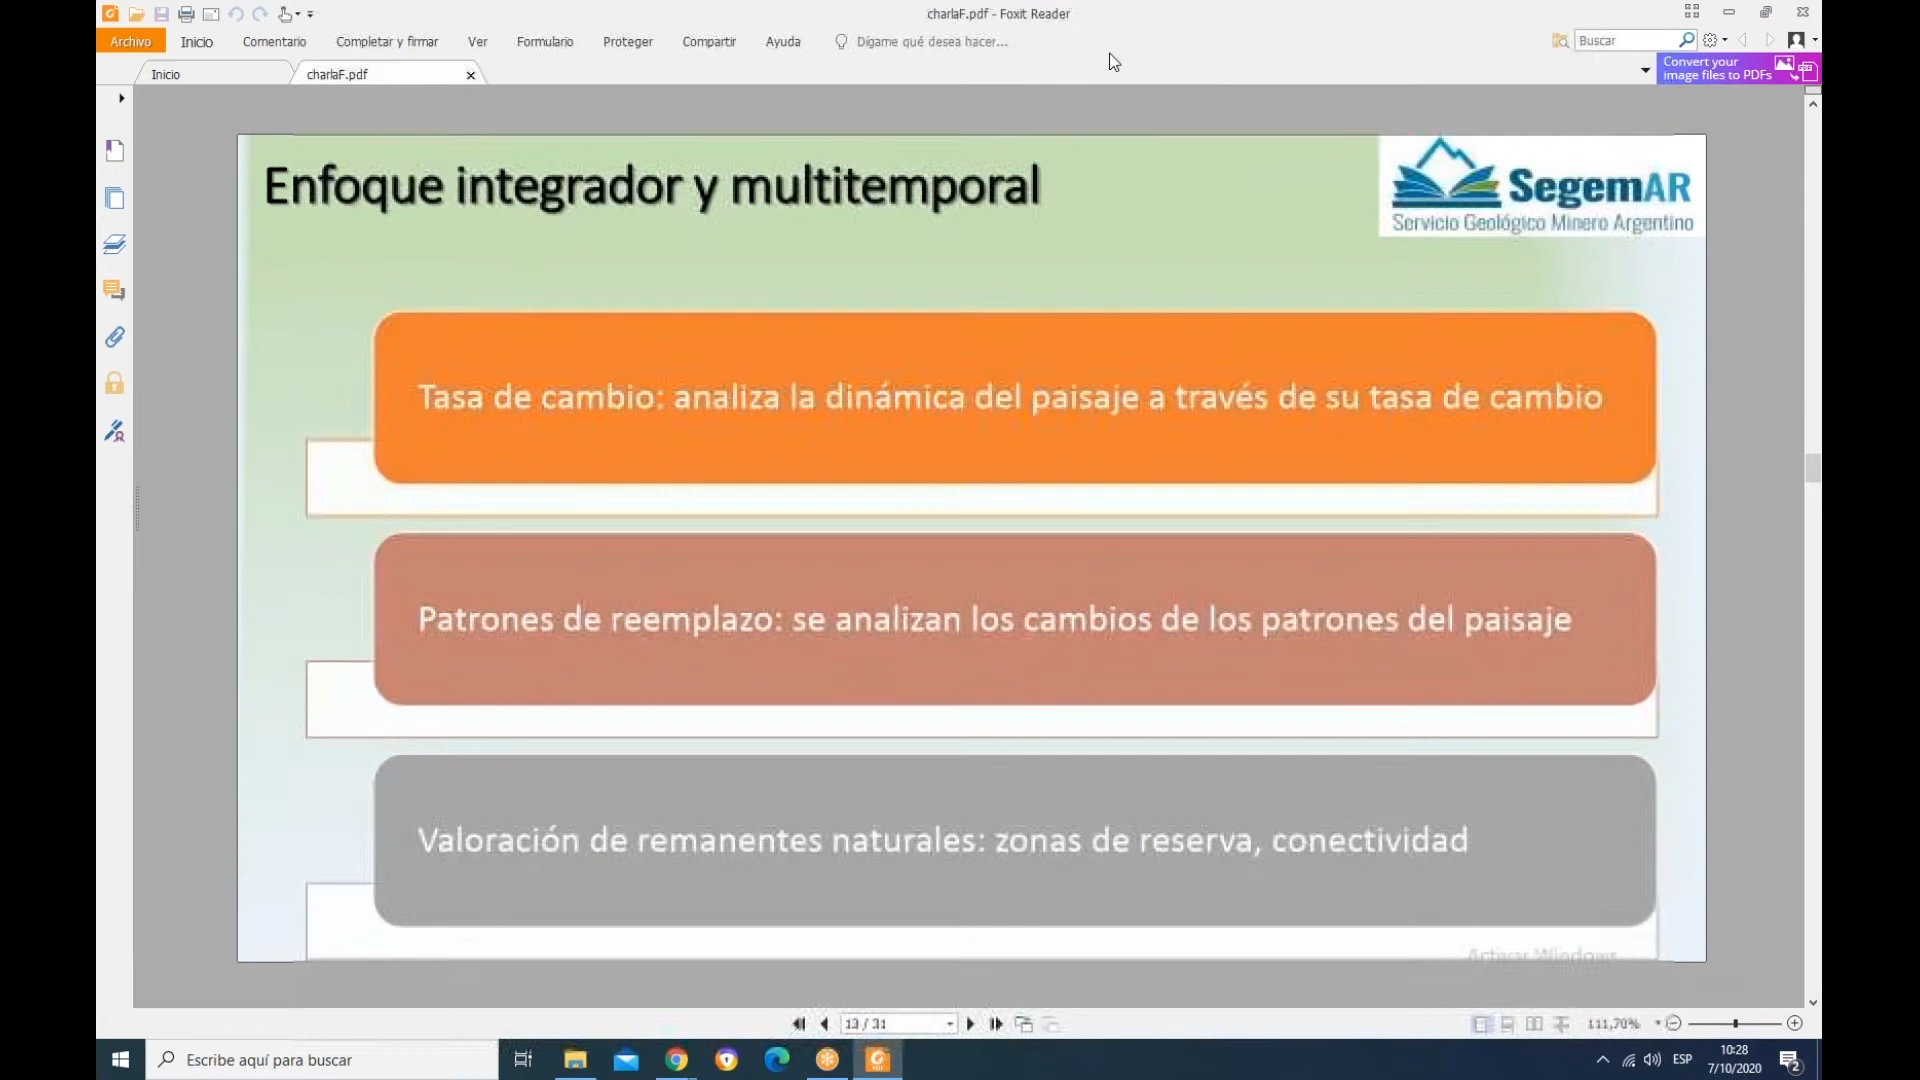 charlaF.pdf - Foxit Reader
Archivo Inicio Comentario Completar y firmar Ver Formulario Proteger Compartir Ayuda Dígame qué desea hacer... Buscar
Inicio charlaF.pdf
Convert your
image files to PDFs
Enfoque integrador y multitemporal
SegemAR
Servicio Geológico Minero Argentino
Tasa de cambio: analiza la dinámica del paisaje a través de su tasa de cambio
Patrones de reemplazo: se analizan los cambios de los patrones del paisaje
Valoración de remanentes naturales: zonas de reserva, conectividad
Activar Windows
13 / 31
111,70%
Escribe aquí para buscar
ESP
10:28
7/10/2020
2